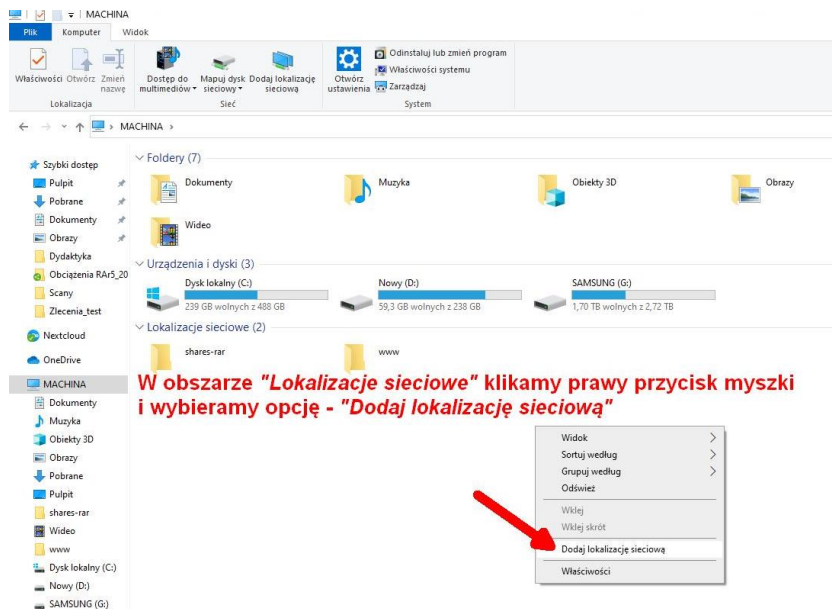 MACHINA
Plik Komputer Widok
Właściwości Otwórz Zmień nazwę
Lokalizacja
Dostęp do multimediów Mapuj dysk sieciowy Dodaj lokalizację sieciową
Sieć
Otwórz ustawienia
Odinstaluj lub zmień program
Właściwości systemu
Zarządzaj
System
MACHINA
Szybki dostęp
Pulpit
Pobrane
Dokumenty
Obrazy
Dydaktyka
Obciążenia RAr5_20
Scany
Zlecenia_test
Nextcloud
OneDrive
MACHINA
Dokumenty
Muzyka
Obiekty 3D
Obrazy
Pobrane
Pulpit
shares-rar
Wideo
www
Dysk lokalny (C:)
Nowy (D:)
SAMSUNG (G:)
Foldery (7)
Dokumenty
Muzyka
Obiekty 3D
Obrazy
Wideo
Urządzenia i dyski (3)
Dysk lokalny (C:)
239 GB wolnych z 488 GB
Nowy (D:)
59,3 GB wolnych z 238 GB
SAMSUNG (G:)
1,70 TB wolnych z 2,72 TB
Lokalizacje sieciowe (2)
shares-rar
www
W obszarze "Lokalizacje sieciowe" klikamy prawy przycisk myszki
i wybieramy opcję - "Dodaj lokalizację sieciową"
Widok
Sortuj według
Grupuj według
Odśwież
Wklej
Wklej skrót
Dodaj lokalizację sieciową
Właściwości